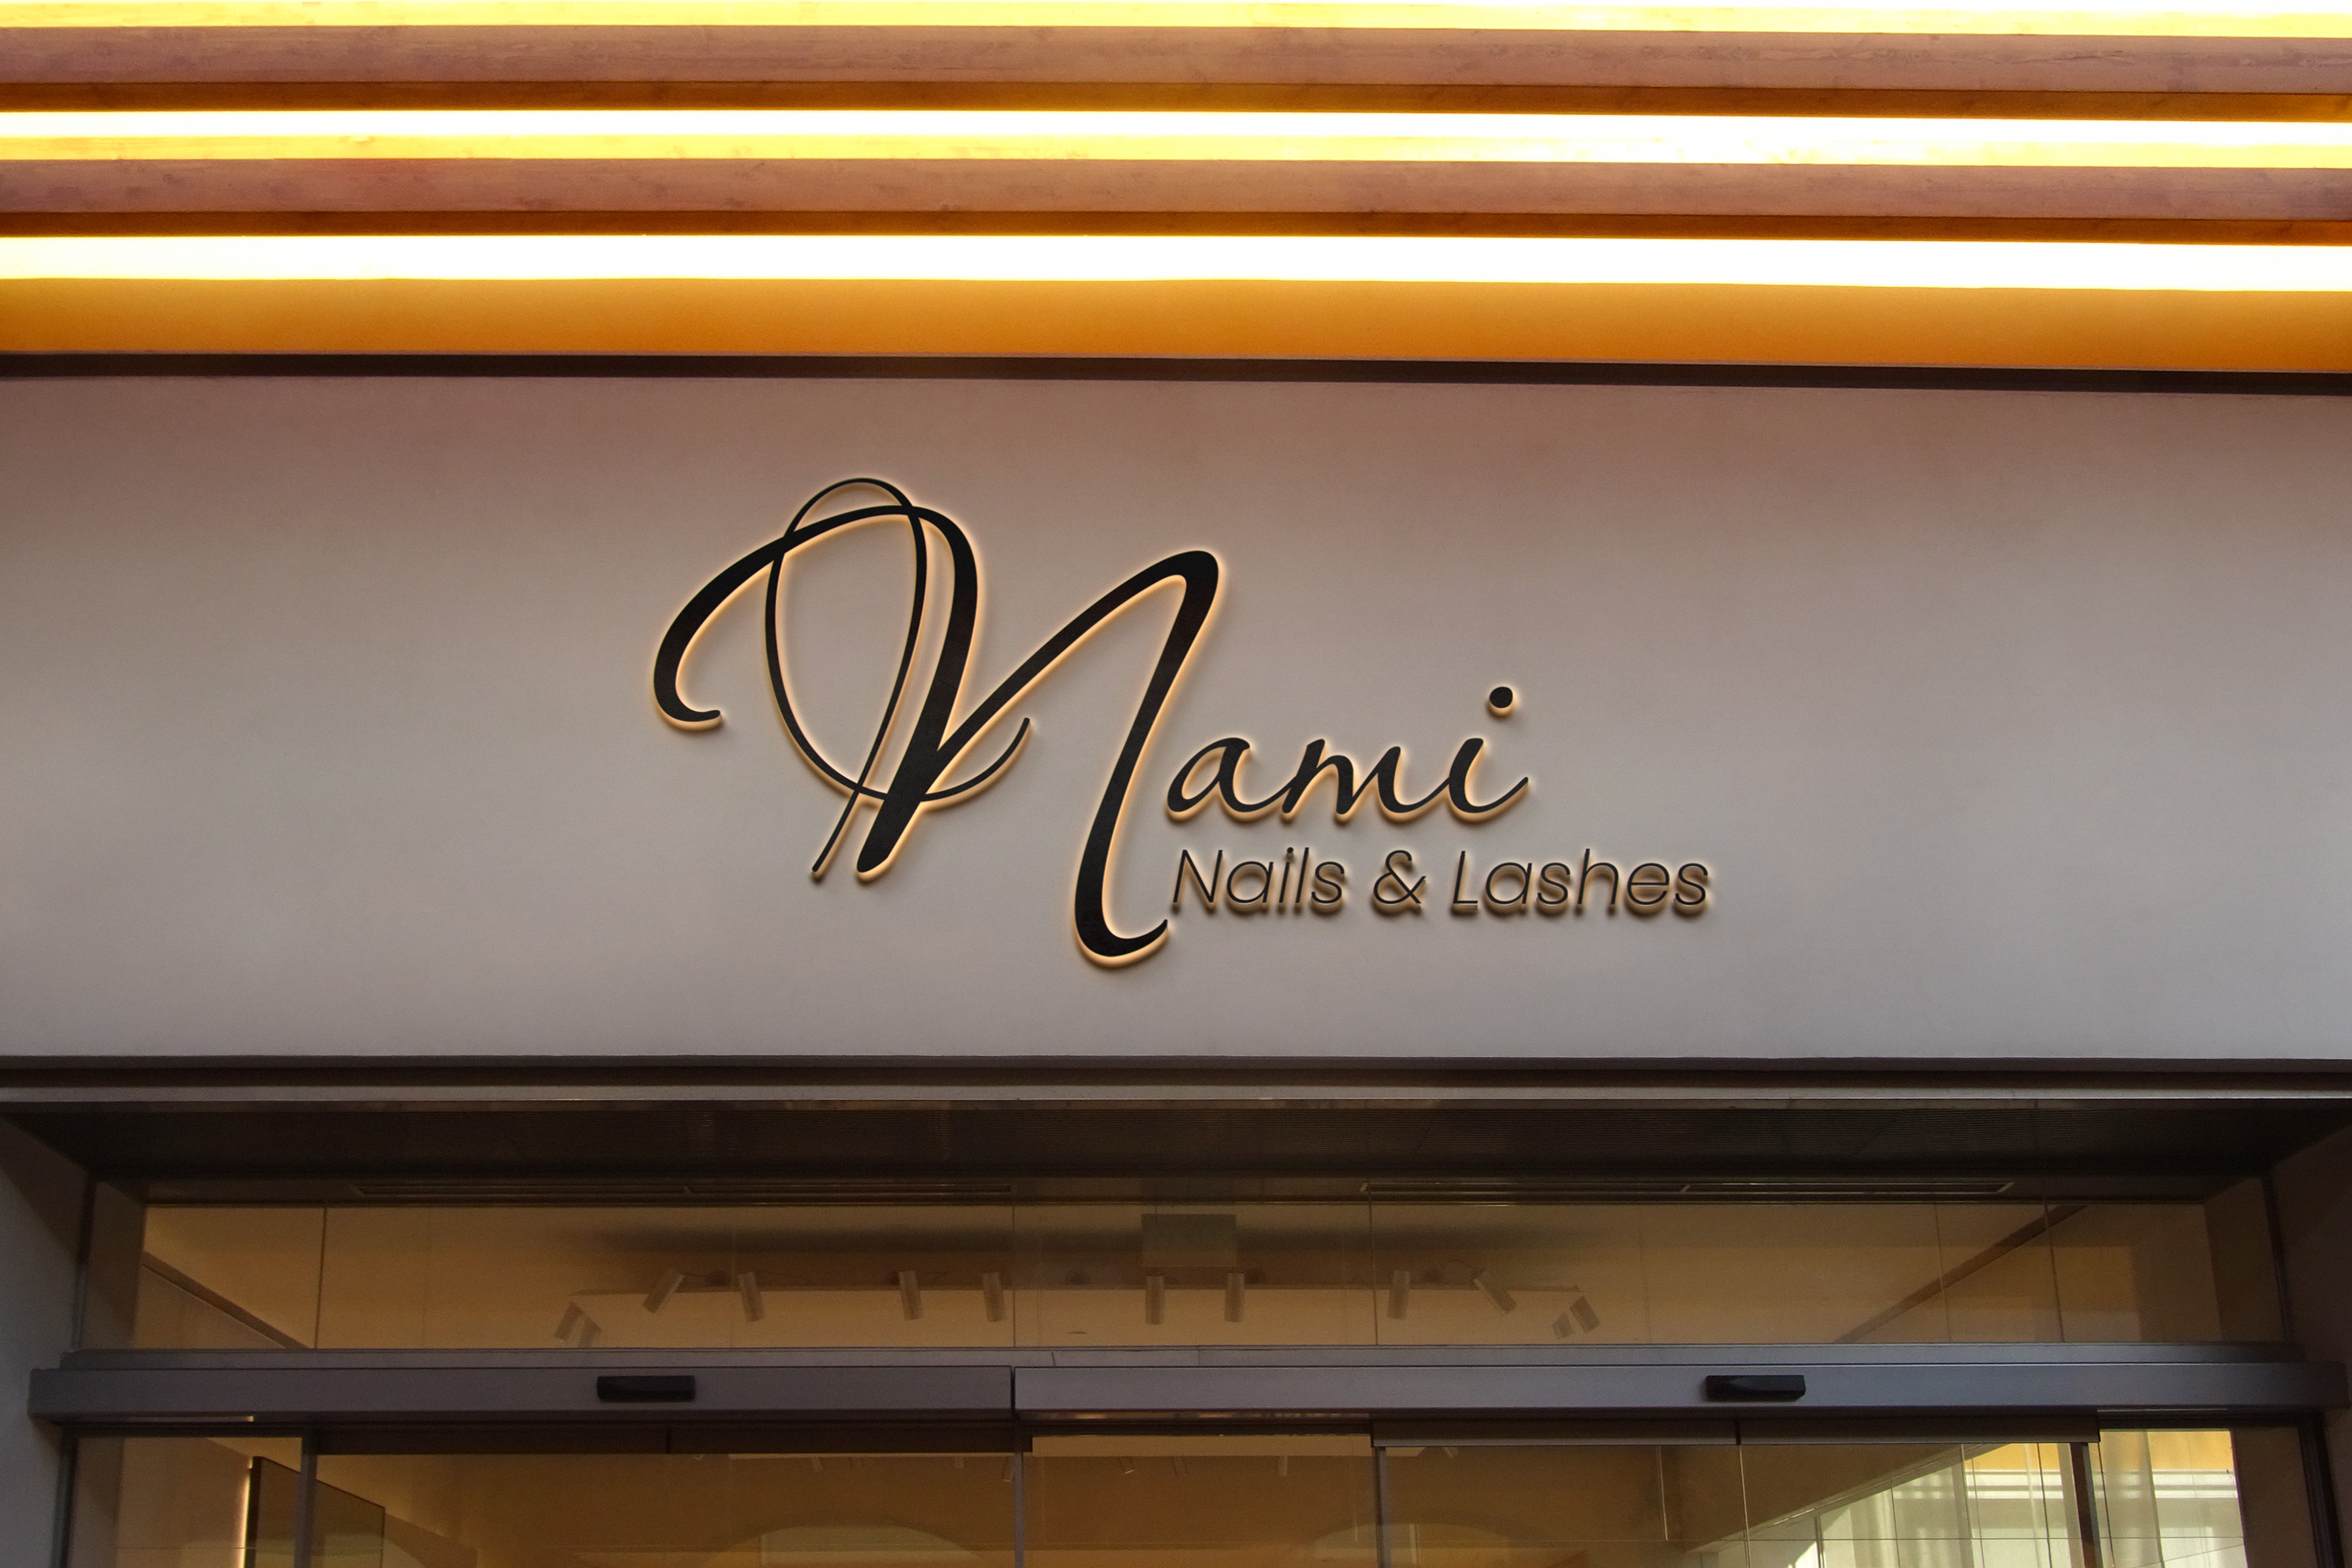 Nami
Nails & Lashes